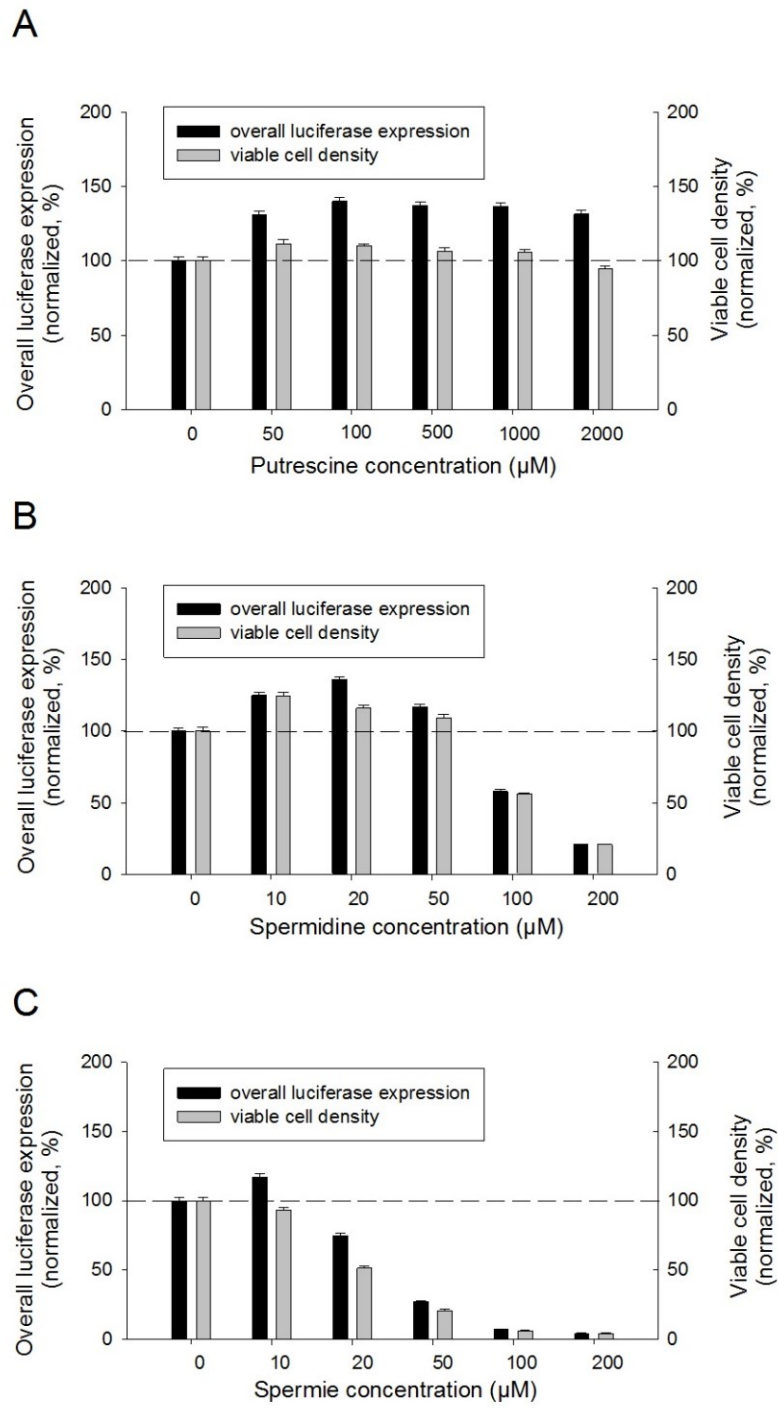 A
Overall luciferase expression
(normalized, %)
200
150
100
50
0
overall luciferase expression
viable cell density
200
150
100
50
0
Viable cell density
(normalized, %)
0 50 100 500 1000 2000
Putrescine concentration (µM)
B
Overall luciferase expression
(normalized, %)
200
150
100
50
0
overall luciferase expression
viable cell density
200
150
100
50
0
Viable cell density
(normalized, %)
0 10 20 50 100 200
Spermidine concentration (µM)
C
Overall luciferase expression
(normalized, %)
200
150
100
50
0
overall luciferase expression
viable cell density
200
150
100
50
0
Viable cell density
(normalized, %)
0 10 20 50 100 200
Spermie concentration (µM)